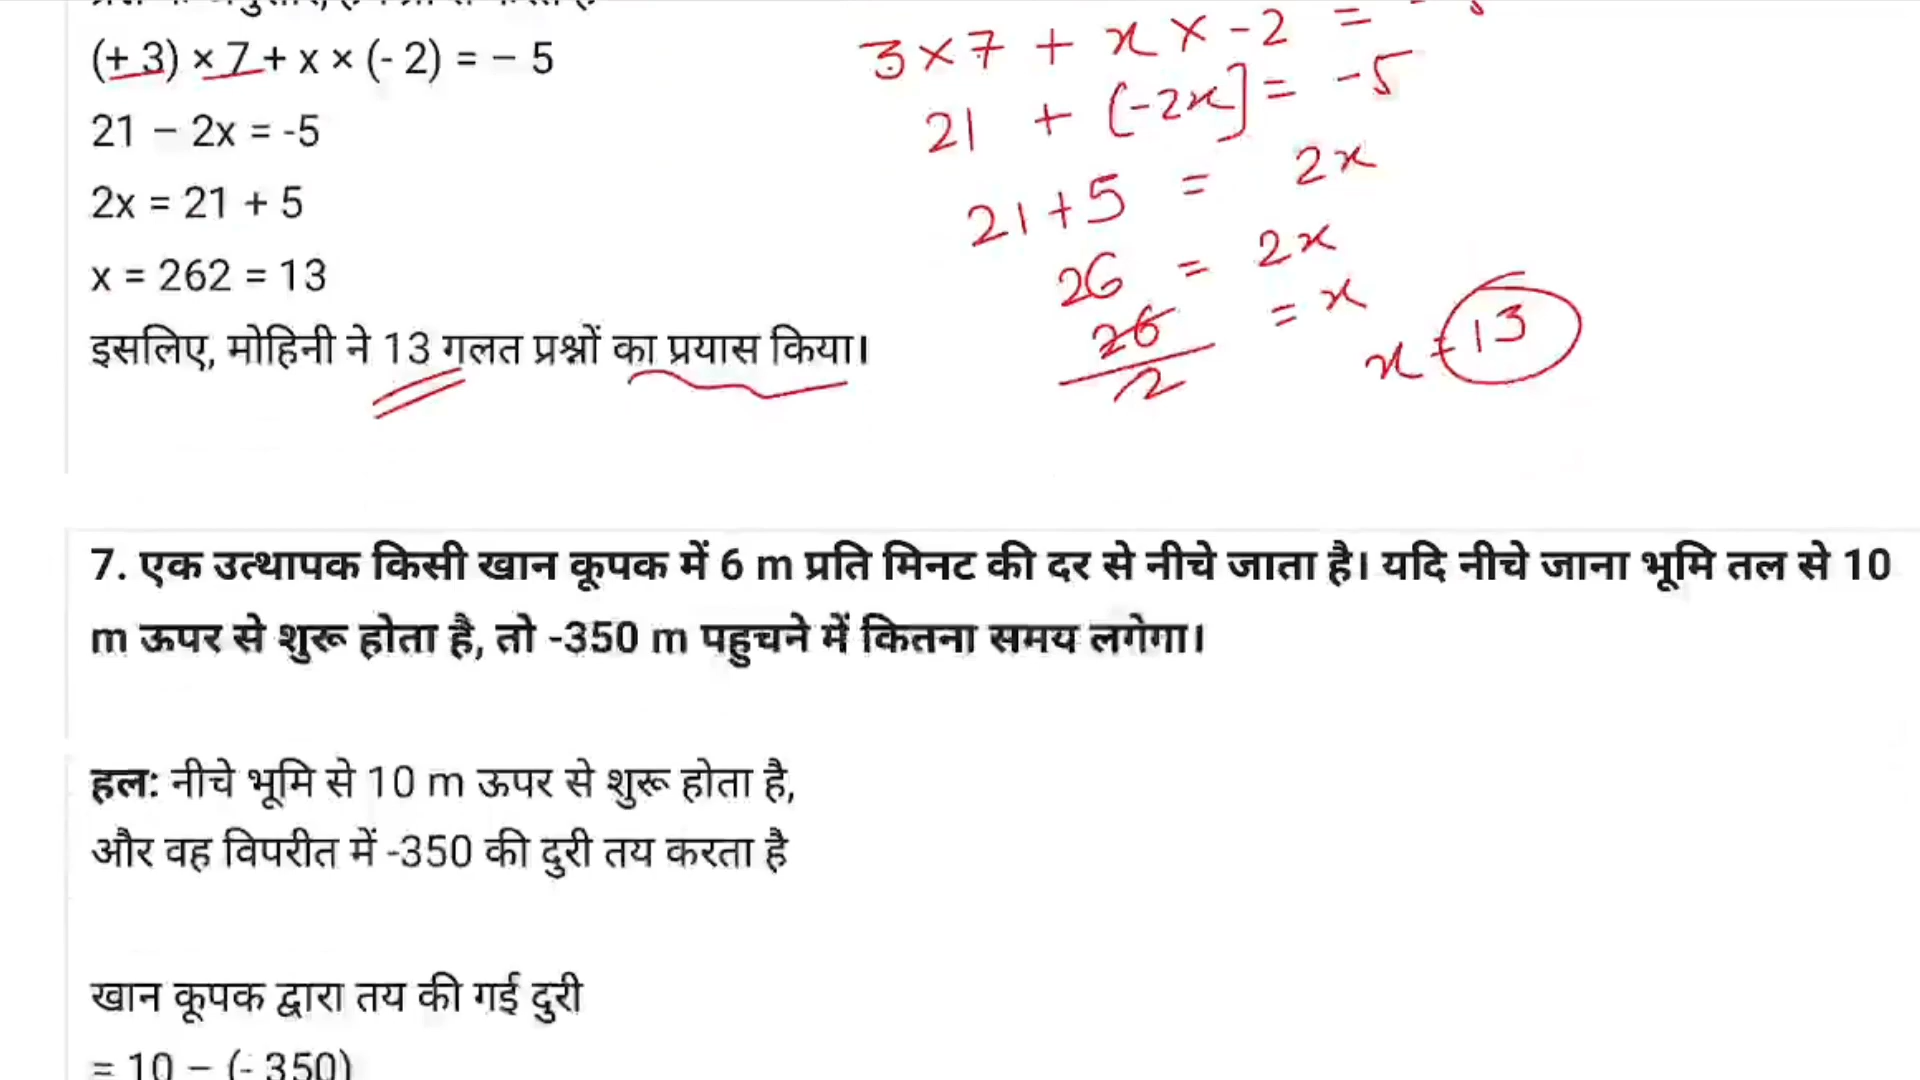 (+ 3) × 7 + x × (- 2) = – 5
21 – 2x = -5
2x = 21 + 5
x = 262 = 13
इसलिए, मोहिनी ने 13 गलत प्रश्नों का प्रयास किया।
3 × 7 + x × -2 =
21 + (-2x] = -5
21 + 5 = 2x
26 = 2x
26/2 = x
x = 13
7. एक उत्थापक किसी खान कूपक में 6 m प्रति मिनट की दर से नीचे जाता है। यदि नीचे जाना भूमि तल से 10
m ऊपर से शुरू होता है, तो -350 m पहुचने में कितना समय लगेगा।
हल: नीचे भूमि से 10 m ऊपर से शुरू होता है,
और वह विपरीत में -350 की दुरी तय करता है
खान कूपक द्वारा तय की गई दुरी
= 10 – (- 350)